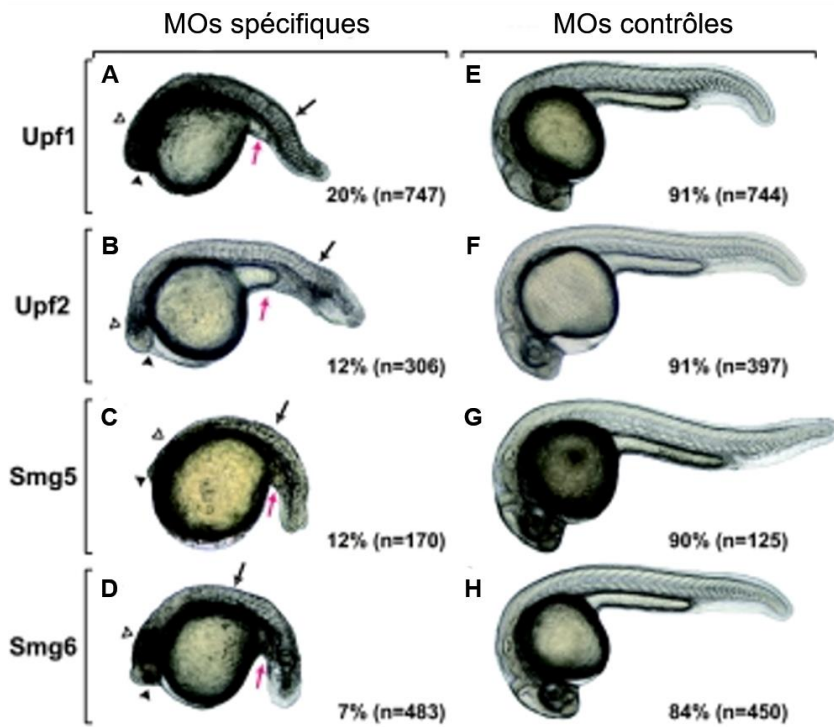 MOs spécifiques MOs contrôles
A E
Upf1
20% (n=747) 91% (n=744)
B F
Upf2
12% (n=306) 91% (n=397)
C G
Smg5
12% (n=170) 90% (n=125)
D H
Smg6
7% (n=483) 84% (n=450)